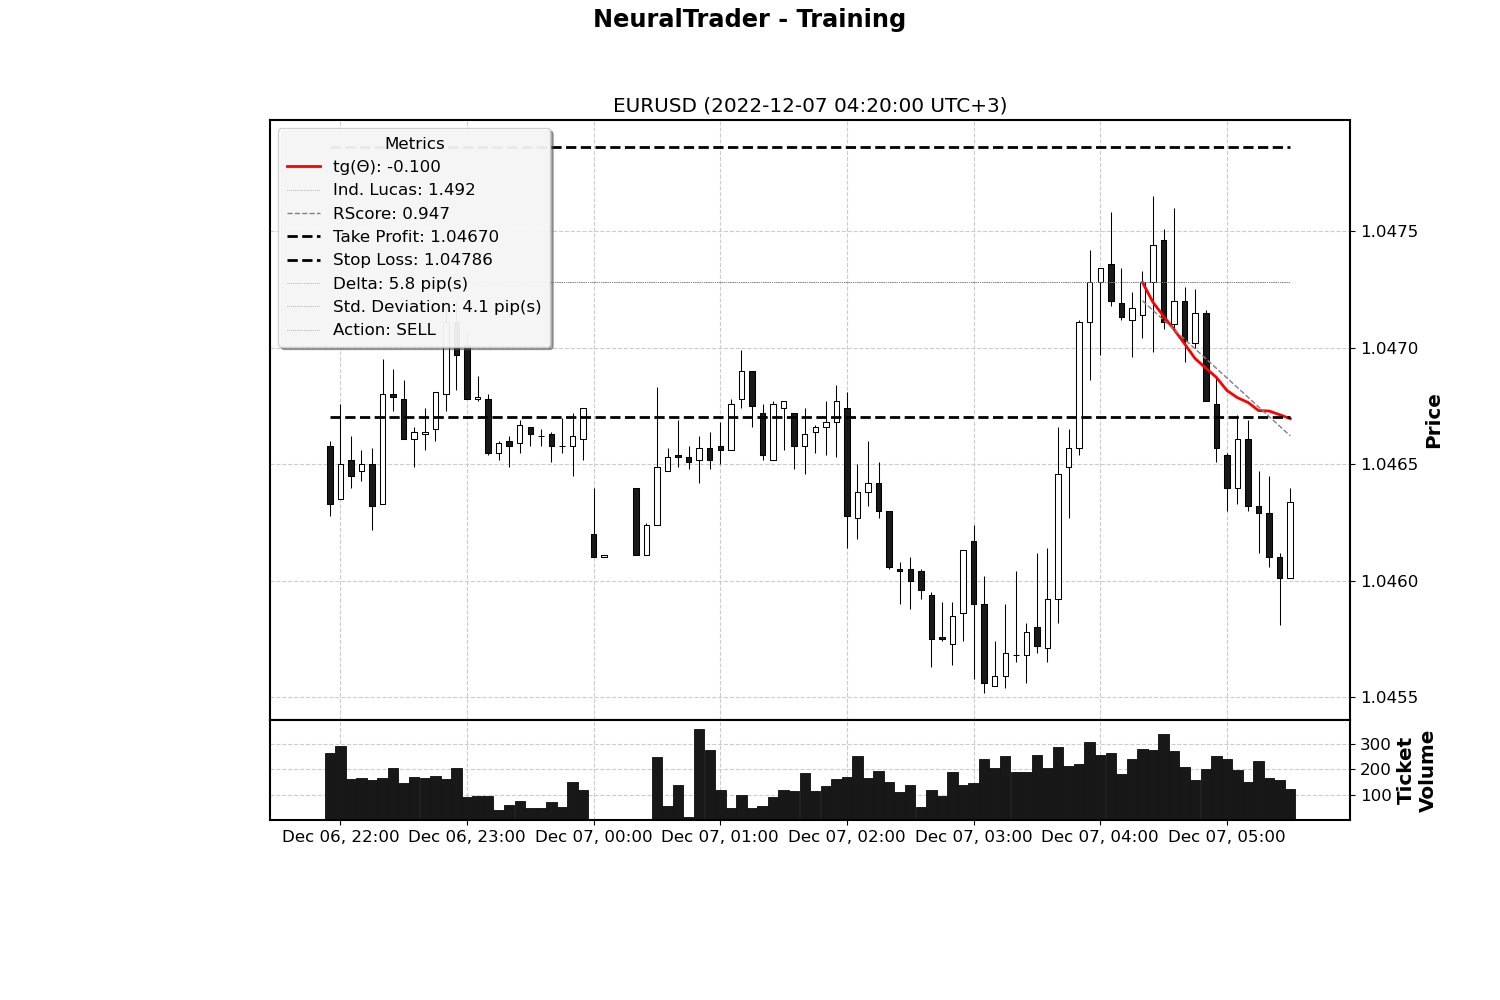 NeuralTrader - Training
EURUSD (2022-12-07 04:20:00 UTC+3)
Metrics
tg(Θ): -0.100
Ind. Lucas: 1.492
RScore: 0.947
Take Profit: 1.04670
Stop Loss: 1.04786
Delta: 5.8 pip(s)
Std. Deviation: 4.1 pip(s)
Action: SELL
1.0475
1.0470
1.0465
1.0460
1.0455
Price
300
200
100
Ticket
Volume
Dec 06, 22:00 Dec 06, 23:00 Dec 07, 00:00 Dec 07, 01:00 Dec 07, 02:00 Dec 07, 03:00 Dec 07, 04:00 Dec 07, 05:00